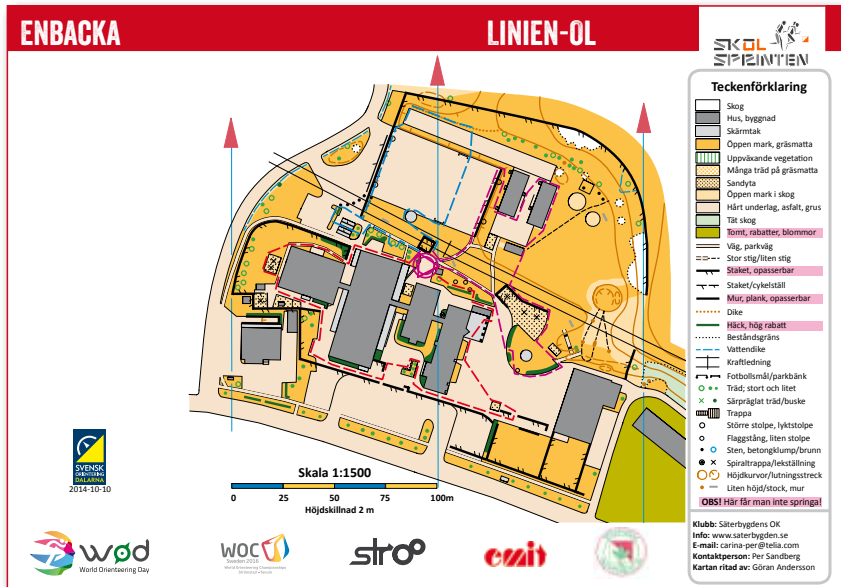 ENBACKA
LINIEN-OL
SKOL
SPRINTEN
Teckenförklaring
Skog
Hus, byggnad
Skärmtak
Öppen mark, gräsmatta
Uppväxande vegetation
Många träd på gräsmatta
Sandyta
Öppen mark i skog
Hårt underlag, asfalt, grus
Tät skog
Tomt, rabatter, blommor
Väg, parkväg
Stor stig/liten stig
Staket, opasserbar
Staket/cykelställ
Mur, plank, opasserbar
Dike
Häck, hög rabatt
Beståndsgräns
Vattendike
Kraftledning
Fotbollsmål/parkbänk
Träd; stort och litet
Särpräglat träd/buske
Trappa
Större stolpe, lyktstolpe
Flaggstång, liten stolpe
Sten, betongklump/brunn
Spiraltrappa/lekställning
Höjdkurvor/lutningsstreck
Liten höjd/stock, mur
OBS! Här får man inte springa!
Klubb: Säterbygdens OK
Info: www.saterbygden.se
E-mail: carina-per@telia.com
Kontaktperson: Per Sandberg
Kartan ritad av: Göran Andersson
Skala 1:1500
0 25 50 75 100m
Höjdskillnad 2 m
SVENSK
ORIENTERING
DALARNA
2014-10-10
wod
World Orienteering Day
WOC
Sweden 2016
World Orienteering Championships
stroo
emit